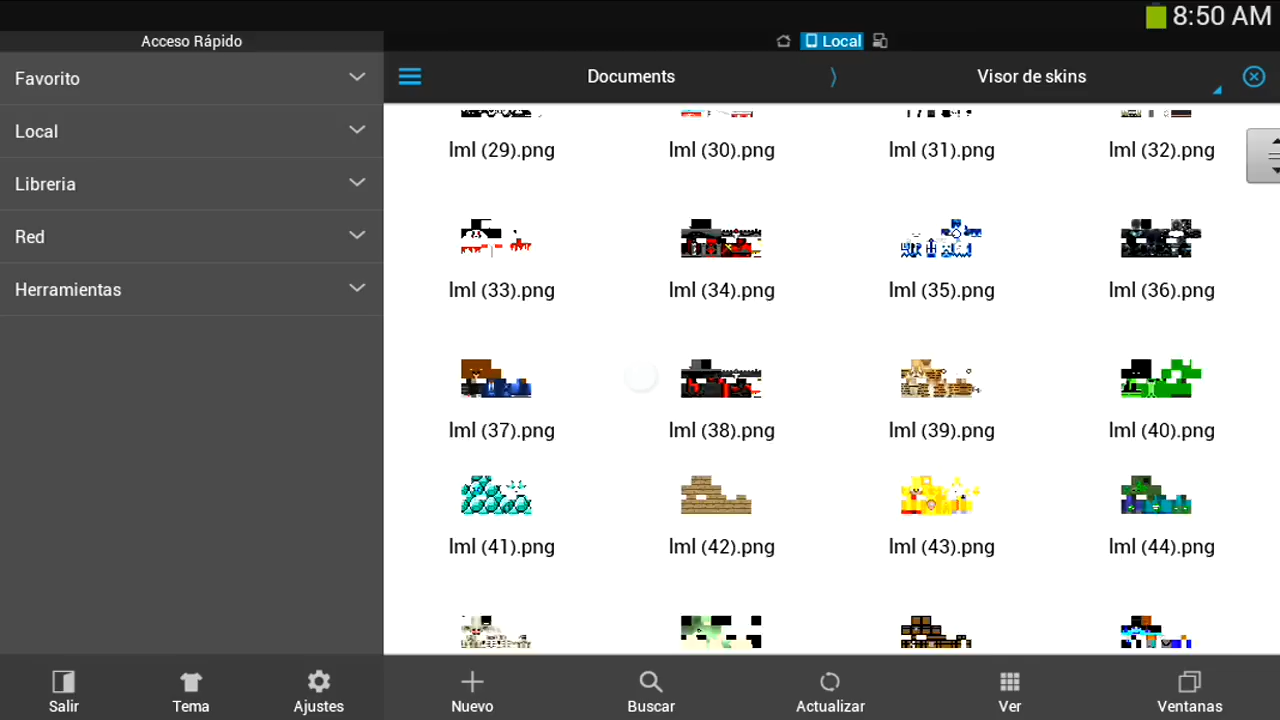 8:50 AM
Acceso Rápido
Local
Favorito
Local
Libreria
Red
Herramientas
Documents
Visor de skins
lml (29).png
lml (30).png
lml (31).png
lml (32).png
lml (33).png
lml (34).png
lml (35).png
lml (36).png
lml (37).png
lml (38).png
lml (39).png
lml (40).png
lml (41).png
lml (42).png
lml (43).png
lml (44).png
Salir
Tema
Ajustes
Nuevo
Buscar
Actualizar
Ver
Ventanas